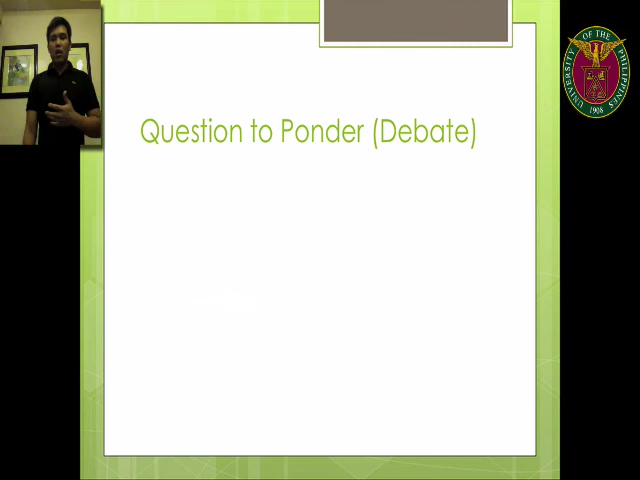 Question to Ponder (Debate)
UNIVERSITY OF THE PHILIPPINES
1908